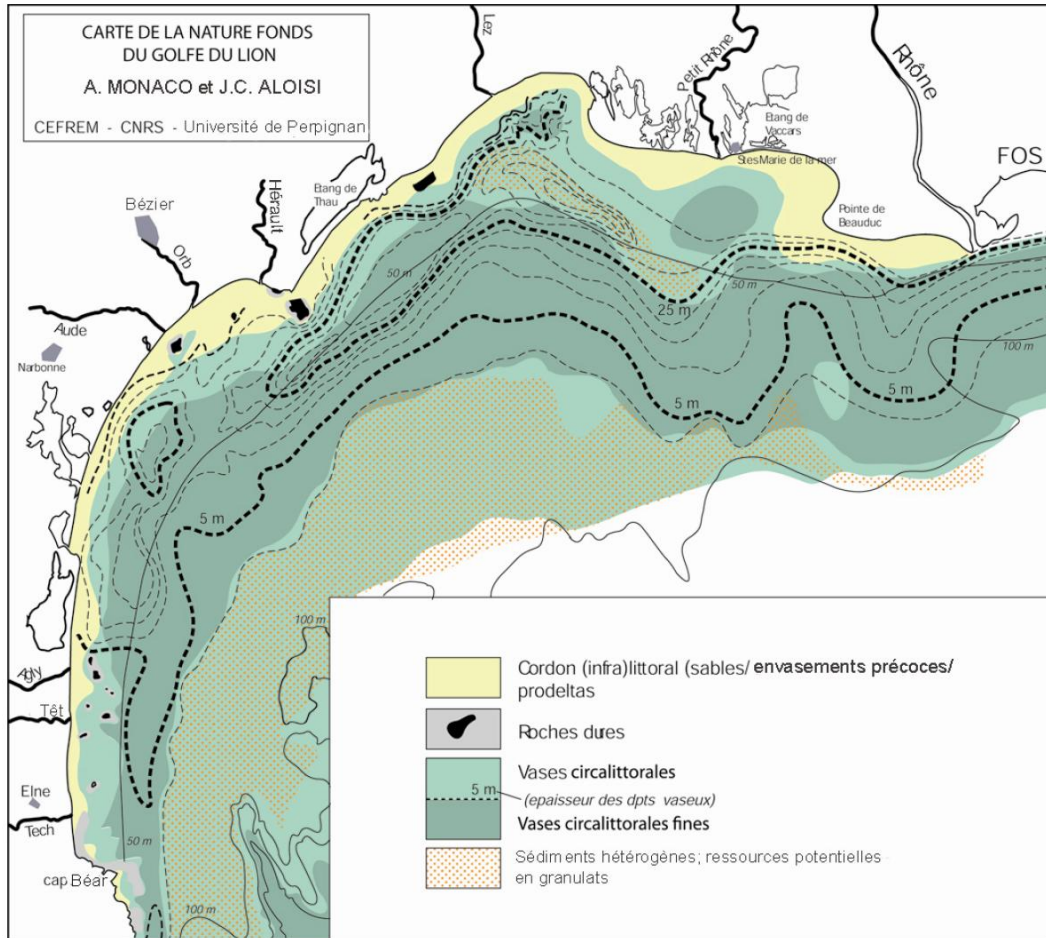 CARTE DE LA NATURE FONDS
DU GOLFE DU LION
A. MONACO et J.C. ALOISI
CEFREM - CNRS - Université de Perpignan
Lez
Petit Rhône
Rhône
Etang de
Vaccars
StesMarie de la mer
FOS
Pointe de
Beauduc
Etang de
Thau
Hérault
Bézier
Orb
Aude
Narbonne
50 m
50 m
25 m
100 m
5 m
5 m
5 m
100 m
Agly
Têt
Elne
Tech
50 m
cap Béar
100 m
Cordon (infra)littoral (sables/ envasements précoces/
prodeltas
Roches dures
Vases circalittorales
5 m
(epaisseur des dpts vaseux)
Vases circalittorales fines
Sédiments hétérogènes; ressources potentielles
en granulats